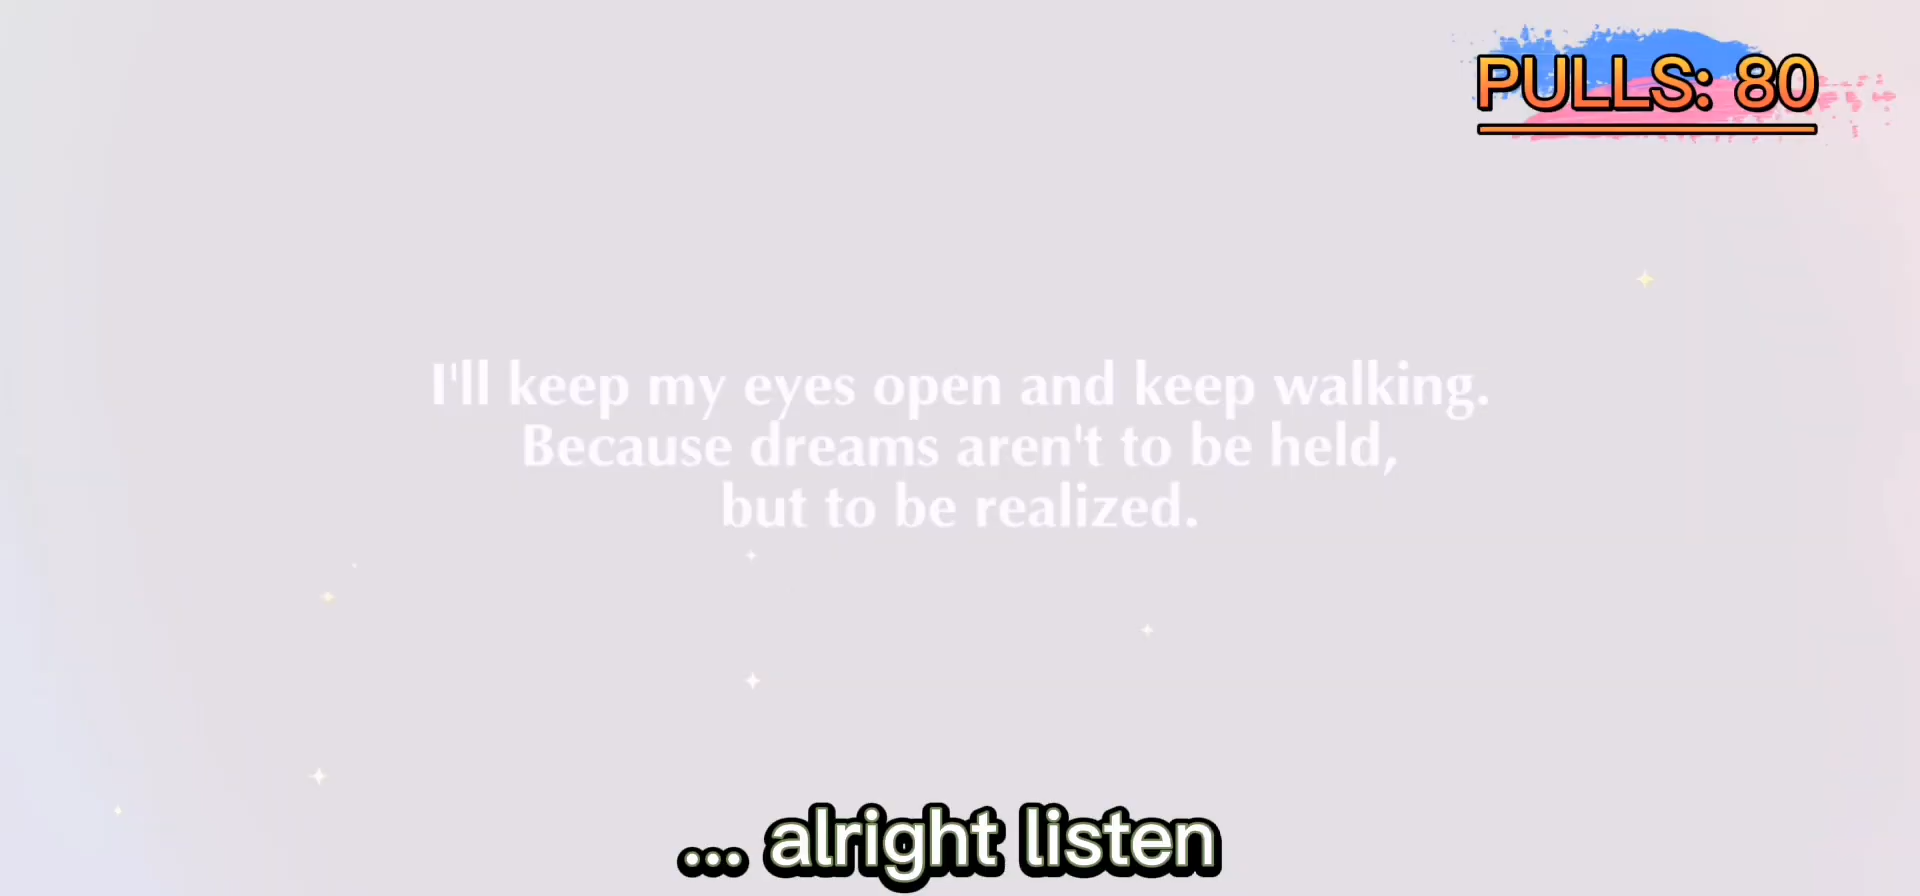 PULLS: 80
I'll keep my eyes open and keep walking.
Because dreams aren't to be held,
but to be realized.
... alright listen